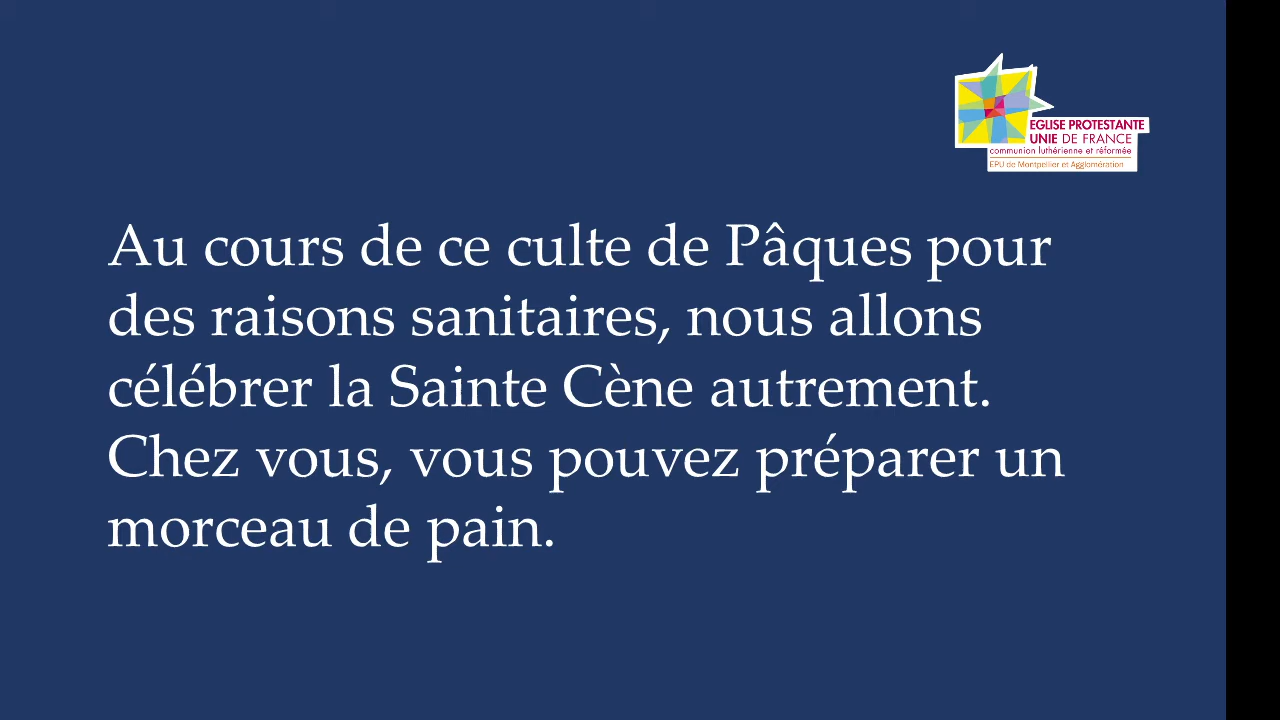 EGLISE PROTESTANTE
UNIE DE FRANCE
communion luthérienne et réformée
EPU de Montpellier et Agglomération
Au cours de ce culte de Pâques pour
des raisons sanitaires, nous allons
célébrer la Sainte Cène autrement.
Chez vous, vous pouvez préparer un
morceau de pain.